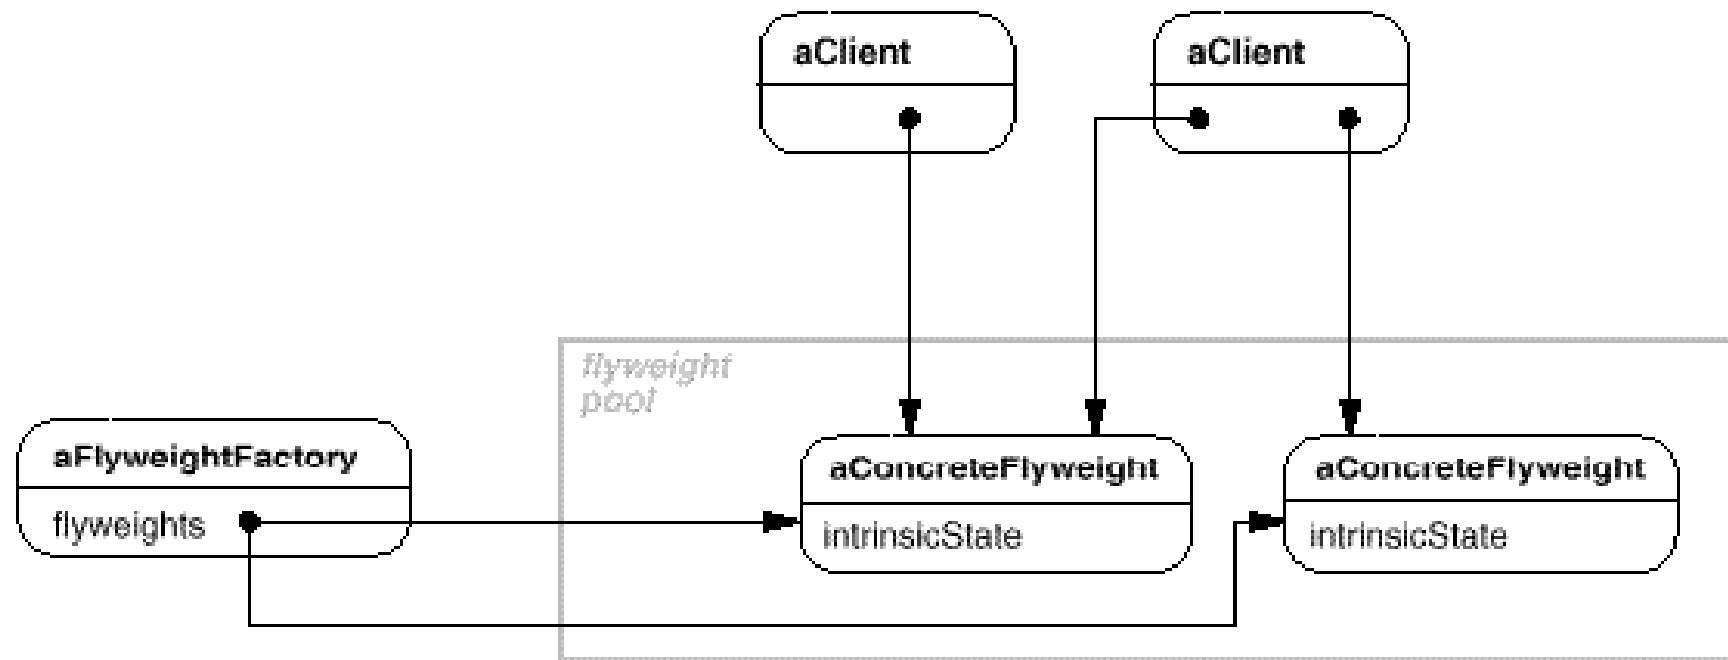 aClient
aClient
flyweight
pool
aFlyweightFactory
flyweights
aConcreteFlyweight
intrinsicState
aConcreteFlyweight
intrinsicState